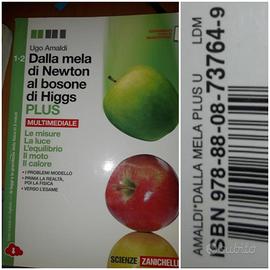 Ugo Amaldi
1-2
Dalla mela
di Newton
al bosone
di Higgs
PLUS
MULTIMEDIALE
Le misure
La luce
L'equilibrio
Il moto
Il calore
• I PROBLEMI MODELLO
• PRIMA LA REALTÀ,
POI LA FISICA
• VERSO L'ESAME
SCIENZE ZANICHELLI
AMALDI*DALLA MELA PLUS U LDM
ISBN 978-88-08-73764-9
subito